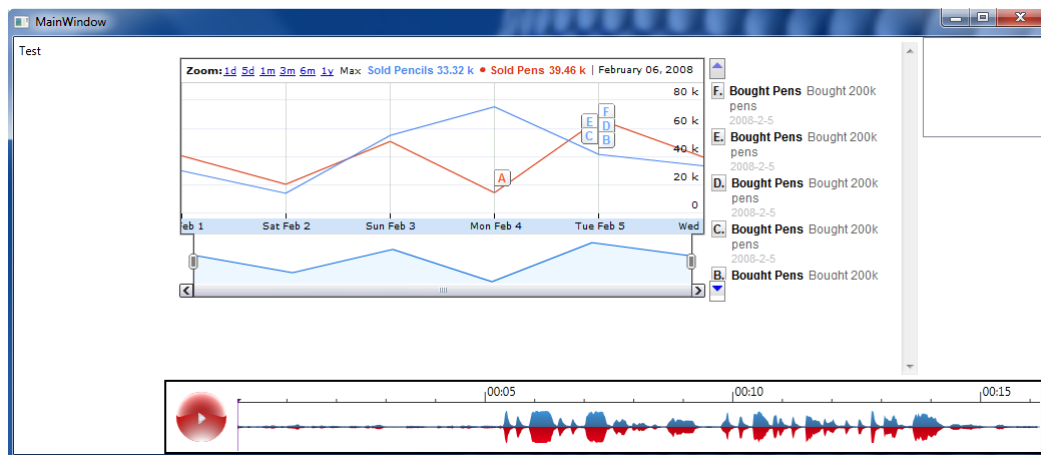 MainWindow
Test
Zoom: 1d 5d 1m 3m 6m 1y Max Sold Pencils 33.32 k ● Sold Pens 39.46 k | February 06, 2008
80 k
60 k
40 k
20 k
0
F
E D
C B
A
eb 1 Sat Feb 2 Sun Feb 3 Mon Feb 4 Tue Feb 5 Wed
F. Bought Pens Bought 200k
pens
2008-2-5
E. Bought Pens Bought 200k
pens
2008-2-5
D. Bought Pens Bought 200k
pens
2008-2-5
C. Bought Pens Bought 200k
pens
2008-2-5
B. Bought Pens Bought 200k
00:05 00:10 00:15